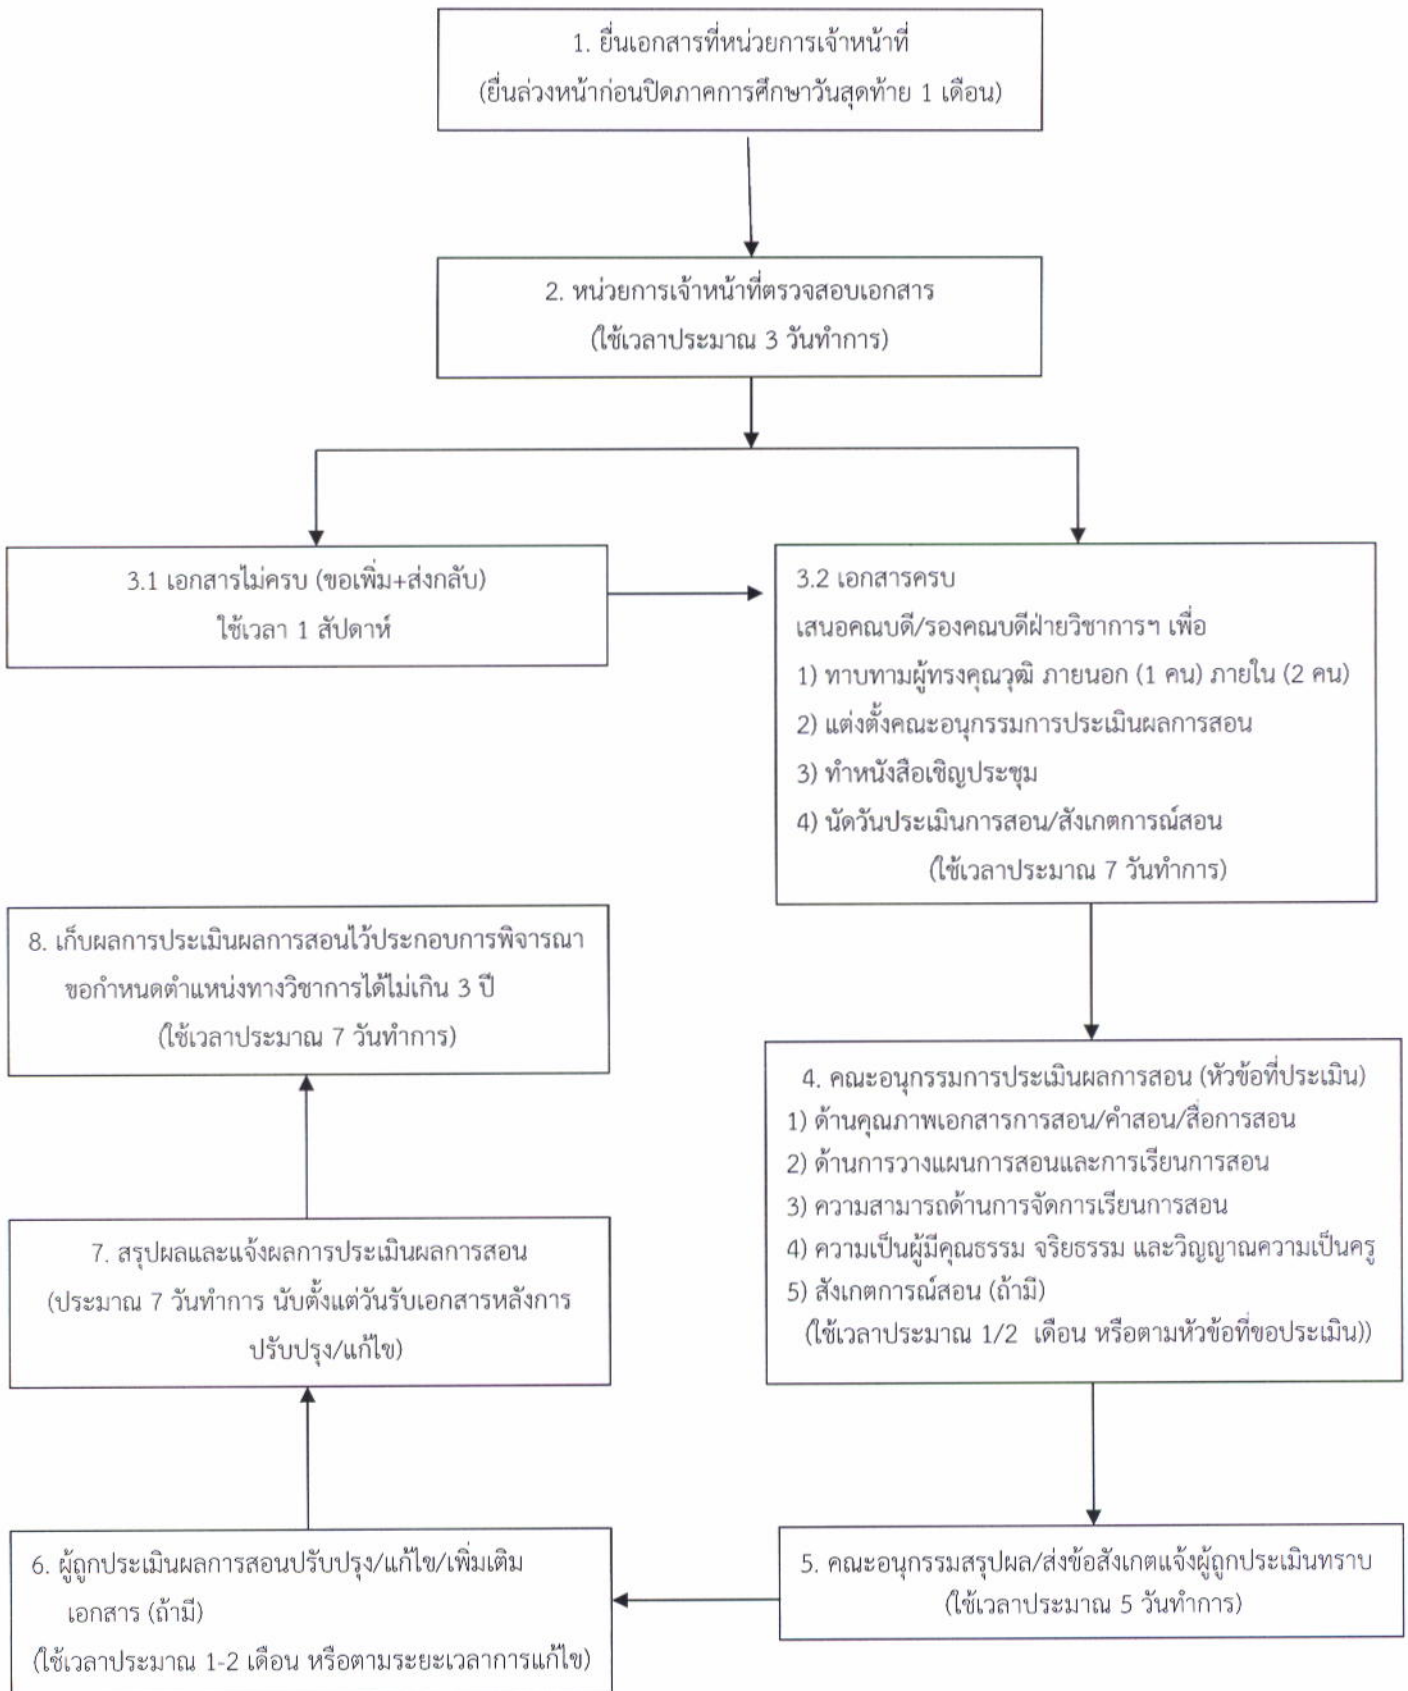 1. ยื่นเอกสารที่หน่วยการเจ้าหน้าที่
(ยื่นล่วงหน้าก่อนปิดภาคการศึกษาวันสุดท้าย 1 เดือน)
2. หน่วยการเจ้าหน้าที่ตรวจสอบเอกสาร
(ใช้เวลาประมาณ 3 วันทำการ)
3.1 เอกสารไม่ครบ (ขอเพิ่ม+ส่งกลับ)
ใช้เวลา 1 สัปดาห์
3.2 เอกสารครบ
เสนอคณบดี/รองคณบดีฝ่ายวิชาการฯ เพื่อ
1) ทาบทามผู้ทรงคุณวุฒิ ภายนอก (1 คน) ภายใน (2 คน)
2) แต่งตั้งคณะอนุกรรมการประเมินผลการสอน
3) ทำหนังสือเชิญประชุม
4) นัดวันประเมินการสอน/สังเกตการณ์สอน
(ใช้เวลาประมาณ 7 วันทำการ)
4. คณะอนุกรรมการประเมินผลการสอน (หัวข้อที่ประเมิน)
1) ด้านคุณภาพเอกสารการสอน/คำสอน/สื่อการสอน
2) ด้านการวางแผนการสอนและการเรียนการสอน
3) ความสามารถด้านการจัดการเรียนการสอน
4) ความเป็นผู้มีคุณธรรม จริยธรรม และวิญญาณความเป็นครู
5) สังเกตการณ์สอน (ถ้ามี)
(ใช้เวลาประมาณ 1/2 เดือน หรือตามหัวข้อที่ขอประเมิน))
5. คณะอนุกรรมสรุปผล/ส่งข้อสังเกตแจ้งผู้ถูกประเมินทราบ
(ใช้เวลาประมาณ 5 วันทำการ)
6. ผู้ถูกประเมินผลการสอนปรับปรุง/แก้ไข/เพิ่มเติม
เอกสาร (ถ้ามี)
(ใช้เวลาประมาณ 1-2 เดือน หรือตามระยะเวลาการแก้ไข)
7. สรุปผลและแจ้งผลการประเมินผลการสอน
(ประมาณ 7 วันทำการ นับตั้งแต่วันรับเอกสารหลังการ
ปรับปรุง/แก้ไข)
8. เก็บผลการประเมินผลการสอนไว้ประกอบการพิจารณา
ขอกำหนดตำแหน่งทางวิชาการได้ไม่เกิน 3 ปี
(ใช้เวลาประมาณ 7 วันทำการ)